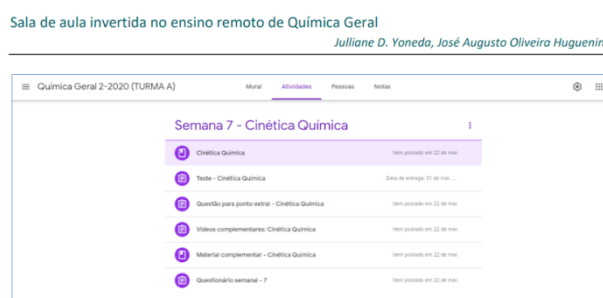 Sala de aula invertida no ensino remoto de Química Geral
Julliane D. Yoneda, José Augusto Oliveira Huguenin
Química Geral 2-2020 (TURMA A)
Mural Atividades Pessoas Notas
Semana 7 - Cinética Química
Cinética Química Item postado em 22 de mar.
Teste - Cinética Química Data de entrega: 31 de mar. ...
Questão para ponto extra! - Cinética Química Item postado em 22 de mar.
Vídeos complementares: Cinética Química Item postado em 22 de mar.
Material complementar - Cinética Química Item postado em 22 de mar.
Questionário semanal - 7 Item postado em 22 de mar.